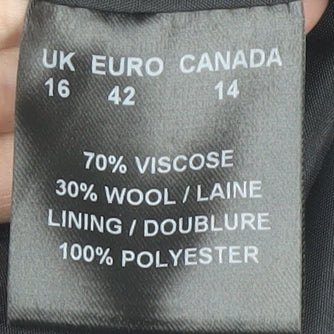 UK EURO CANADA
16 42 14
70% VISCOSE
30% WOOL / LAINE
LINING / DOUBLURE
100% POLYESTER